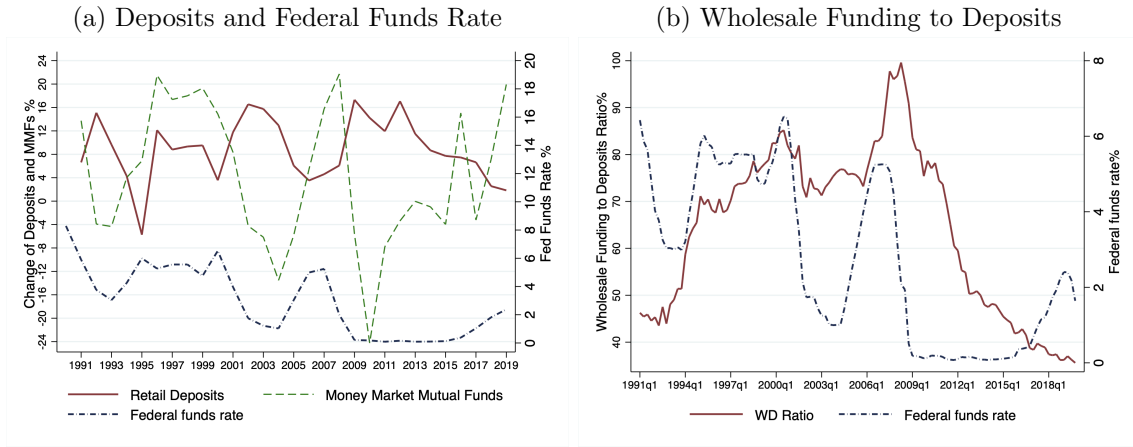 (a) Deposits and Federal Funds Rate
Change of Deposits and MMFs %
24
20
16
12
8
4
0
-4
-8
-12
-16
-20
-24
20
18
16
14
12
10
8
6
4
2
0
Fed Funds Rate %
1991 1993 1995 1997 1999 2001 2003 2005 2007 2009 2011 2013 2015 2017 2019
Retail Deposits
Money Market Mutual Funds
Federal funds rate
(b) Wholesale Funding to Deposits
Wholesale Funding to Deposits Ratio%
100
90
80
70
60
50
40
8
6
4
2
0
Federal funds rate%
1991q1 1994q1 1997q1 2000q1 2003q1 2006q1 2009q1 2012q1 2015q1 2018q1
WD Ratio
Federal funds rate